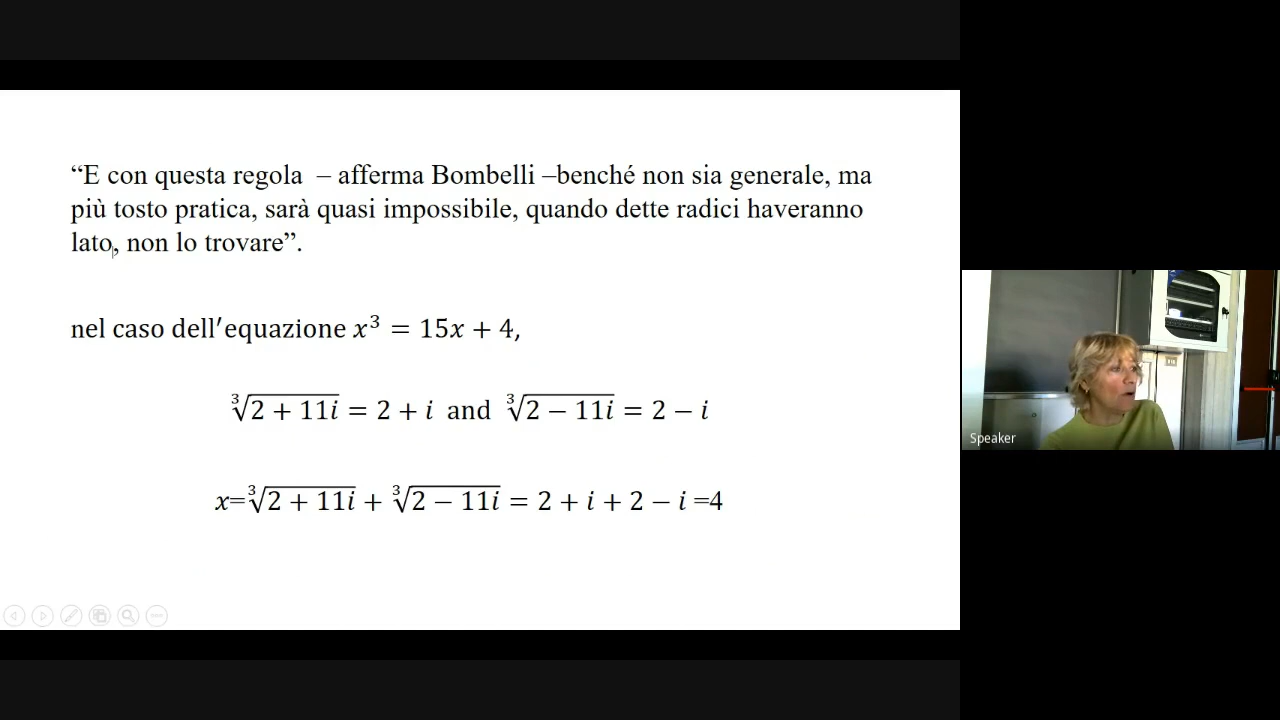 “E con questa regola – afferma Bombelli –benché non sia generale, ma
più tosto pratica, sarà quasi impossibile, quando dette radici haveranno
lato, non lo trovare”.
nel caso dell′equazione x³ = 15x + 4,
∛(2 + 11i) = 2 + i and ∛(2 − 11i) = 2 − i
x=∛(2 + 11i) + ∛(2 − 11i) = 2 + i + 2 − i =4
Speaker